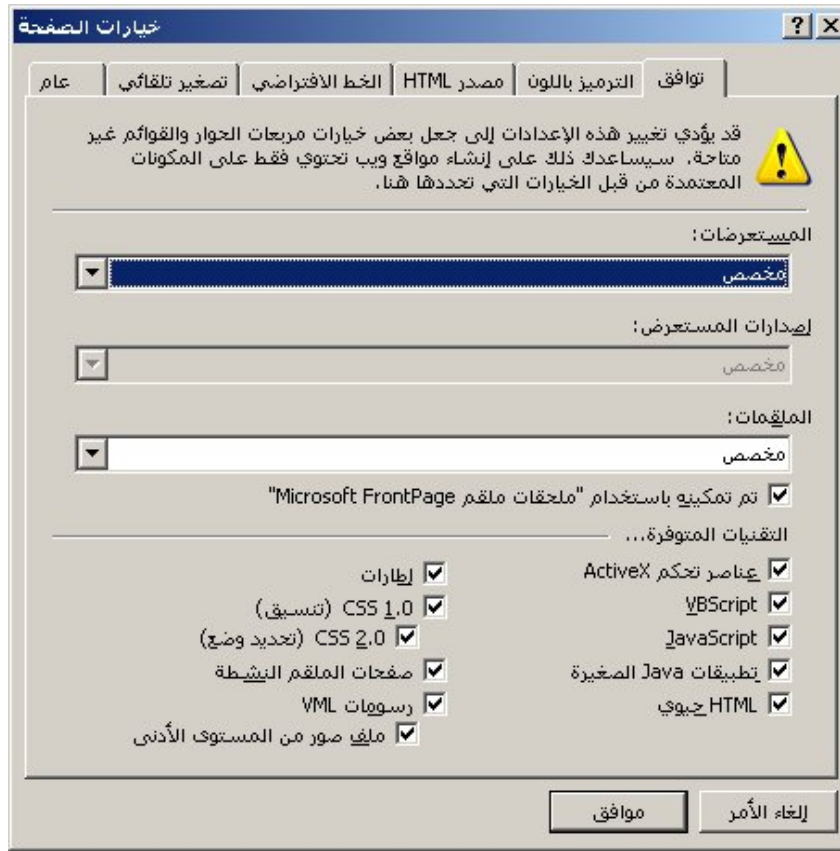 خيارات الصفحة
توافق
الترميز باللون
مصدر HTML
الخط الافتراضي
تصغير تلقائي
عام
قد يؤدي تغيير هذه الإعدادات إلى جعل بعض خيارات مربعات الحوار والقوائم غير
متاحة. سيساعدك ذلك على إنشاء مواقع ويب تحتوي فقط على المكونات
المعتمدة من قبل الخيارات التي تحددها هنا.
المستعرضات:
مخصص
إصدارات المستعرض:
مخصص
الملقمات:
مخصص
تم تمكينه باستخدام "ملحقات ملقم Microsoft FrontPage"
التقنيات المتوفرة...
عناصر تحكم ActiveX
إطارات
VBScript
CSS 1.0 (تنسيق)
JavaScript
CSS 2.0 (تحديد وضع)
تطبيقات Java الصغيرة
صفحات الملقم النشطة
HTML حيوي
رسومات VML
ملف صور من المستوى الأدنى
إلغاء الأمر
موافق